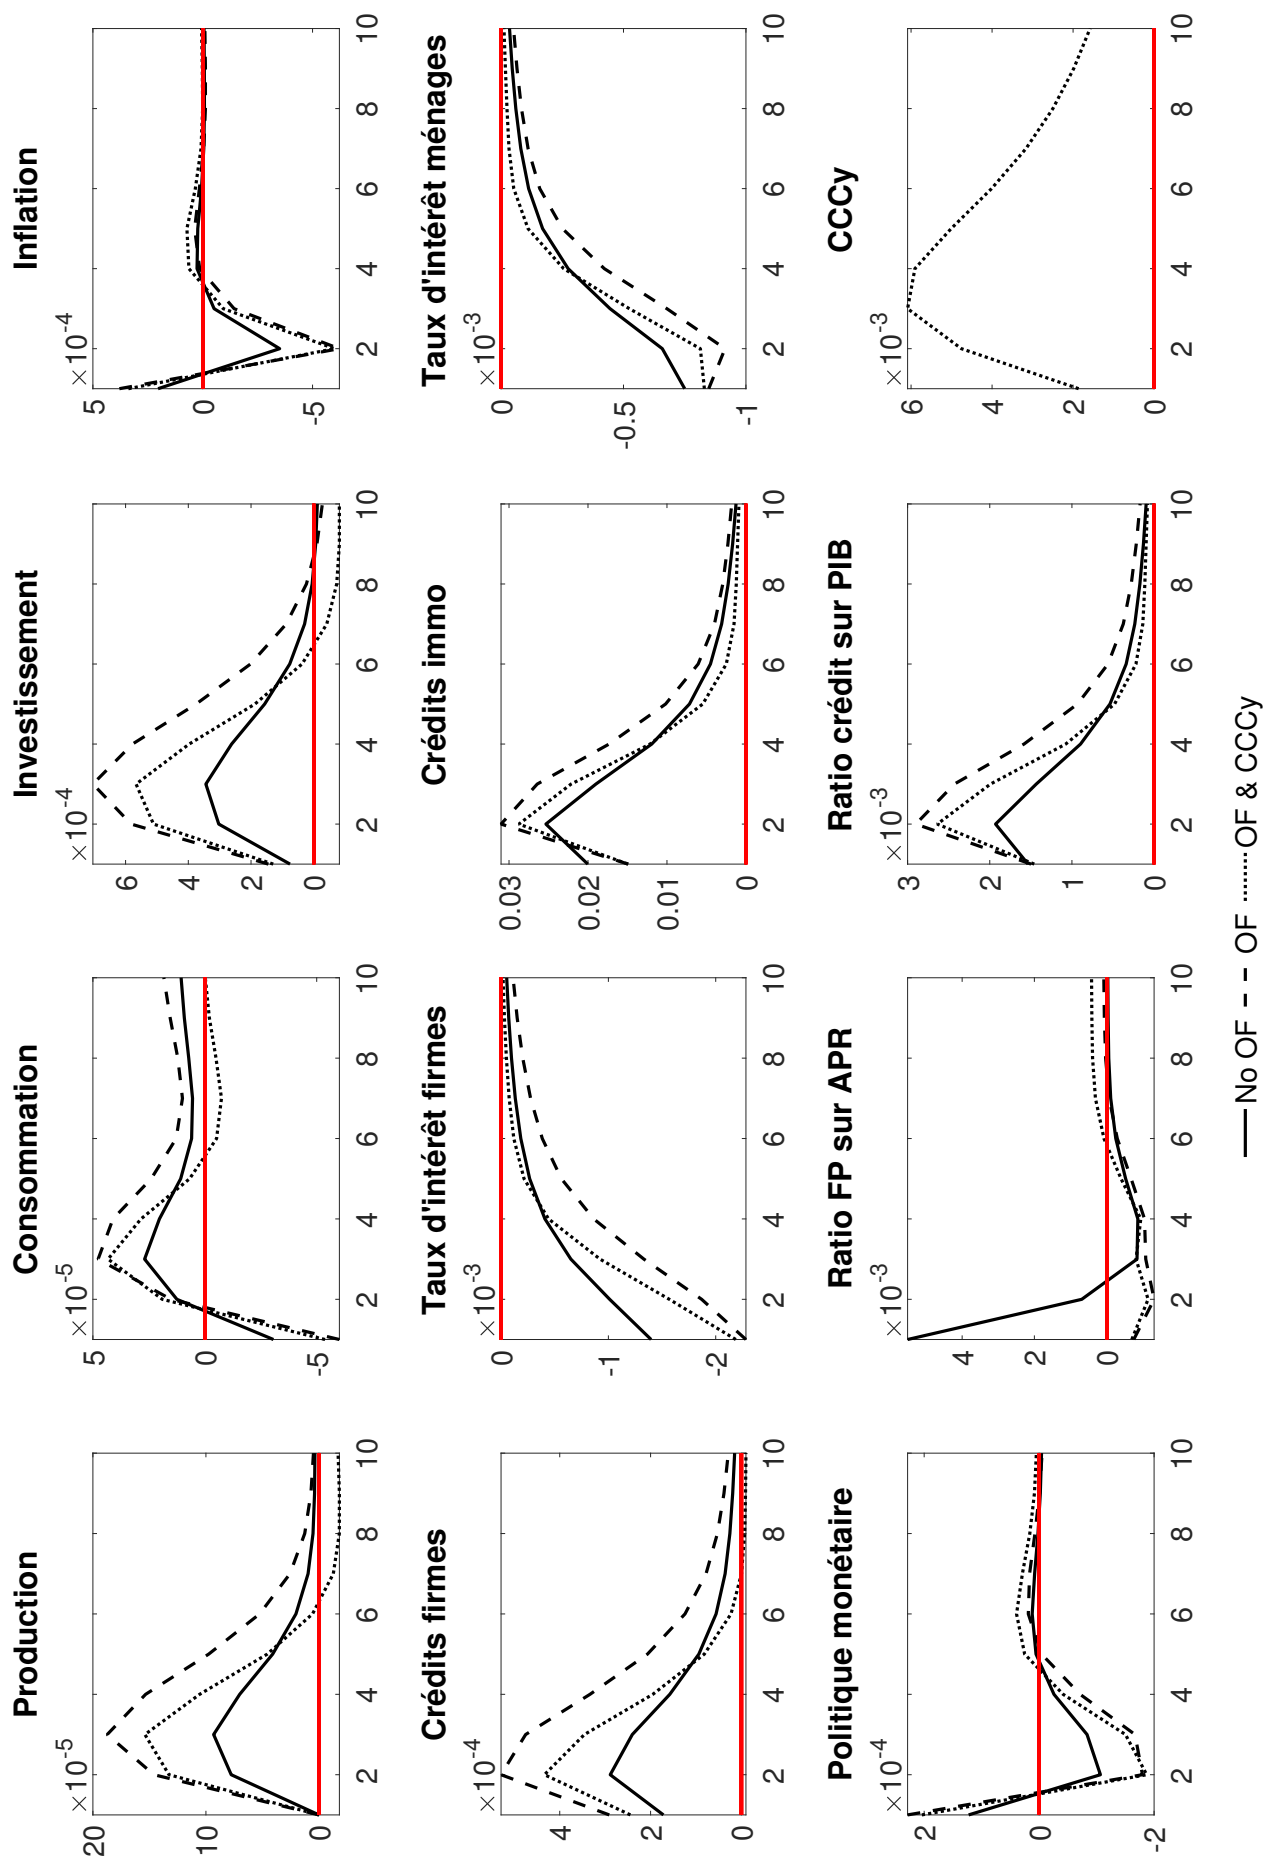 Production
Consommation
Investissement
Inflation
×10-5
20
10
0
2 4 6 8 10
×10-5
5
0
-5
2 4 6 8 10
×10-4
6
4
2
0
2 4 6 8 10
×10-4
5
0
-5
2 4 6 8 10
Crédits firmes
Taux d'intérêt firmes
Crédits immo
Taux d'intérêt ménages
×10-4
4
2
0
2 4 6 8 10
×10-3
0
-1
-2
2 4 6 8 10
0.03
0.02
0.01
0
2 4 6 8 10
×10-3
0
-0.5
-1
2 4 6 8 10
Politique monétaire
Ratio FP sur APR
Ratio crédit sur PIB
CCCy
×10-4
2
0
-2
2 4 6 8 10
×10-3
4
2
0
2 4 6 8 10
×10-3
3
2
1
0
2 4 6 8 10
×10-3
6
4
2
0
2 4 6 8 10
No OF OF OF & CCCy